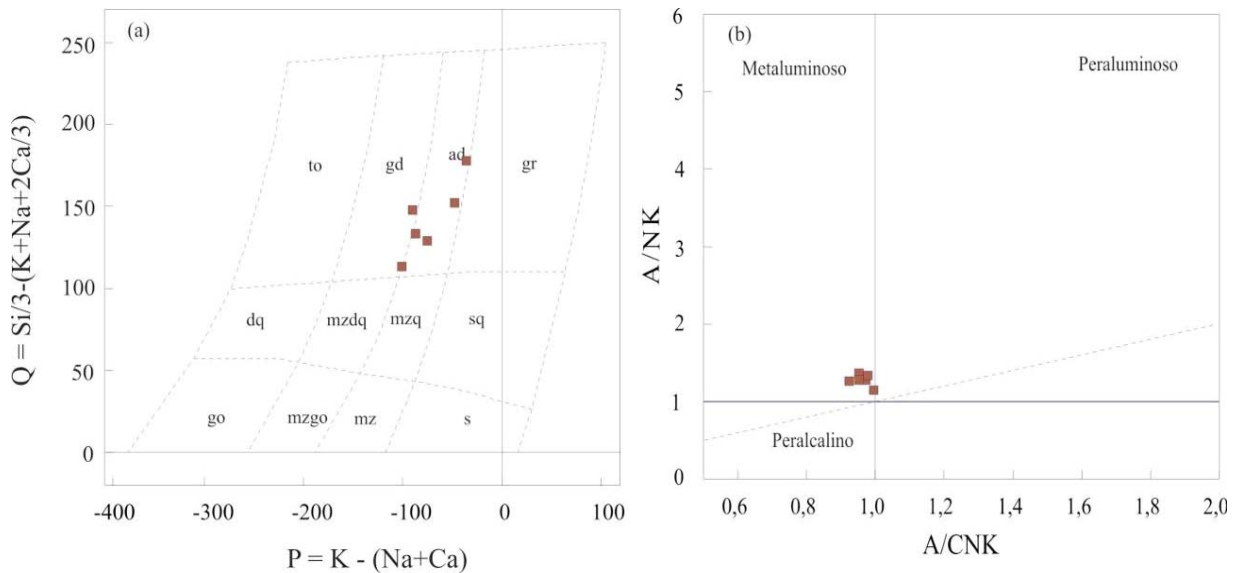 (a)
250
200
150
100
50
0
Q = Si/3-(K+Na+2Ca/3)
to
gd
ad
gr
dq
mzdq
mzq
sq
go
mzgo
mz
s
-400
-300
-200
-100
0
100
P = K - (Na+Ca)
(b)
6
5
4
3
2
1
0
A/NK
Metaluminoso
Peraluminoso
Peralcalino
0,6
0,8
1,0
1,2
1,4
1,6
1,8
2,0
A/CNK